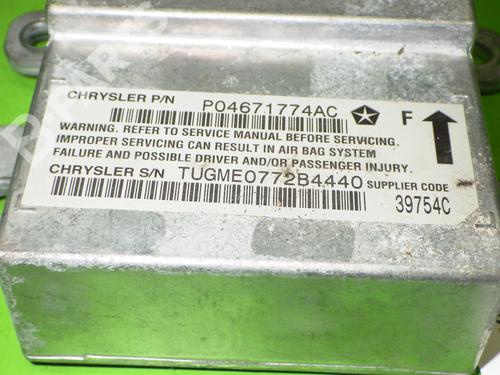 CHRYSLER P/N P04671774AC
F
WARNING. REFER TO SERVICE MANUAL BEFORE SERVICING.
IMPROPER SERVICING CAN RESULT IN AIR BAG SYSTEM
FAILURE AND POSSIBLE DRIVER AND/OR PASSENGER INJURY.
CHRYSLER S/N TUGME0772B4440 SUPPLIER CODE
39754C